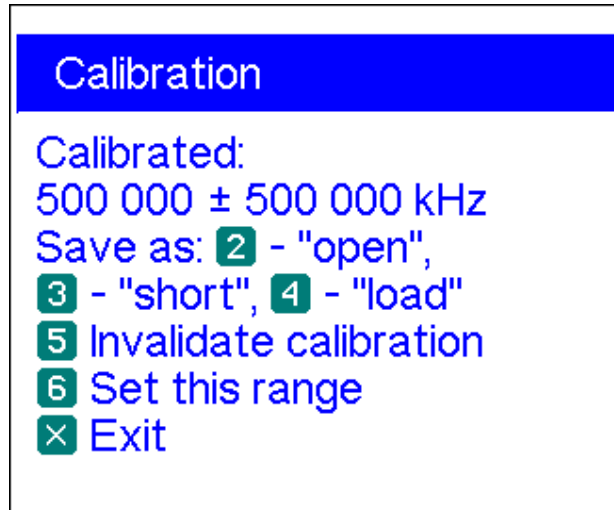 Calibration
Calibrated:
500 000 ± 500 000 kHz
Save as: 2 - "open",
3 - "short", 4 - "load"
5 Invalidate calibration
6 Set this range
× Exit